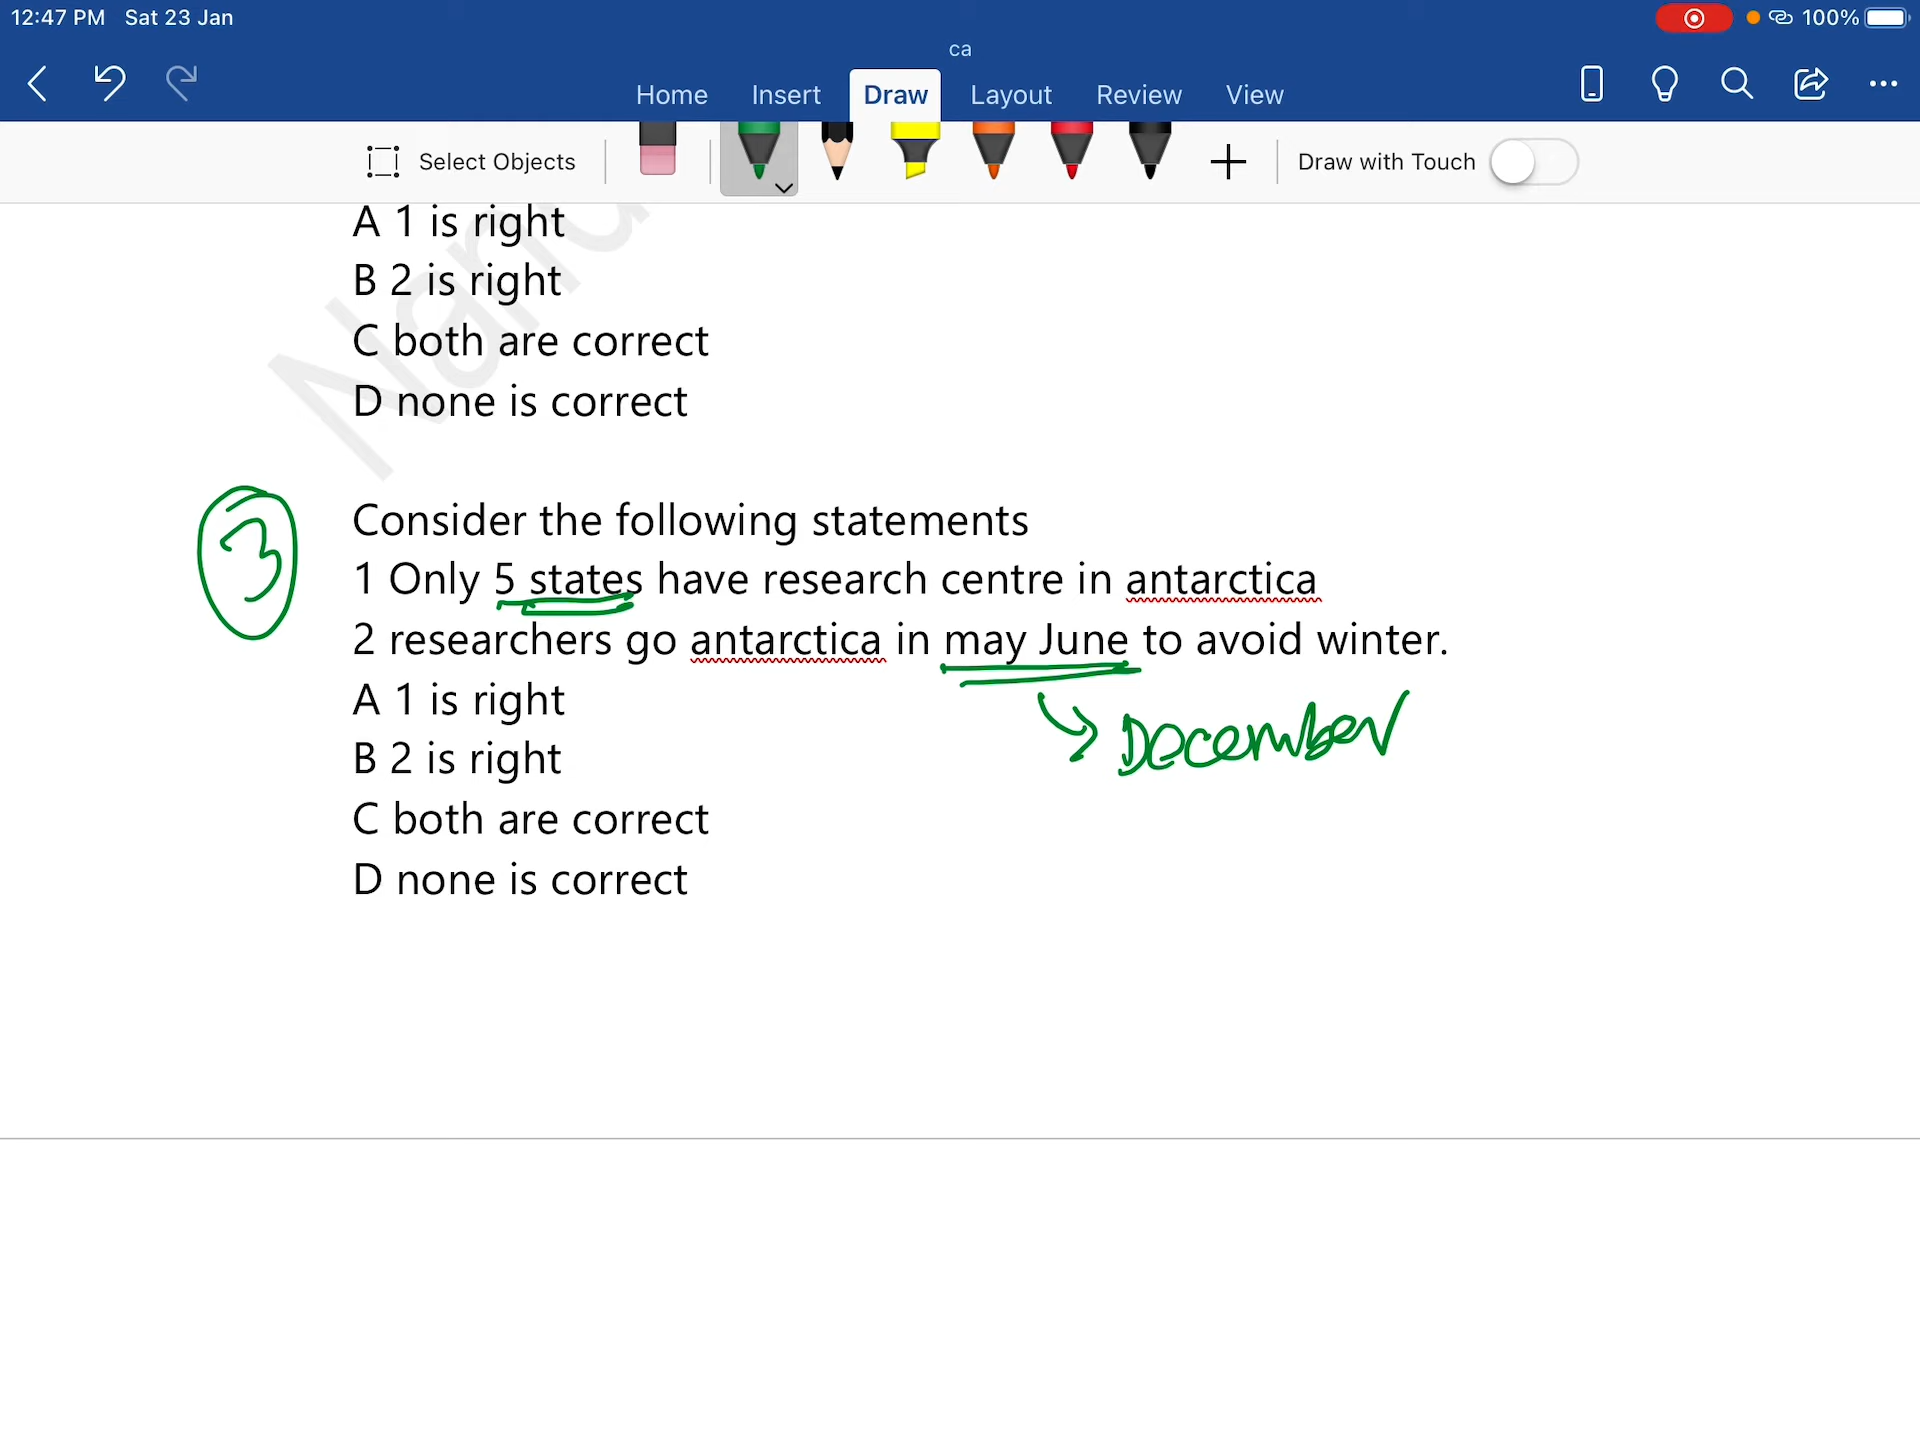 12:47 PM Sat 23 Jan
100%
ca
Home Insert Draw Layout Review View
Select Objects
Draw with Touch
A 1 is right
B 2 is right
C both are correct
D none is correct
3
Consider the following statements
1 Only 5 states have research centre in antarctica
2 researchers go antarctica in may June to avoid winter.
A 1 is right
December
B 2 is right
C both are correct
D none is correct